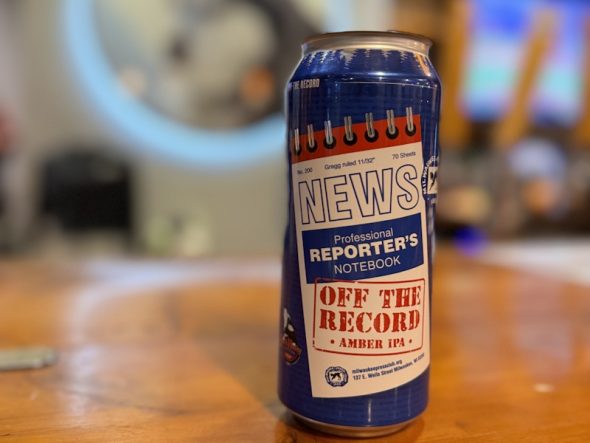 THE RECORD
No. 200 Gregg ruled 11/32" 70 Sheets
NEWS
Professional
REPORTER'S
NOTEBOOK
OFF THE
RECORD
• AMBER IPA •
milwaukeepressclub.org
137 E. Wells Street Milwaukee, WI 53202